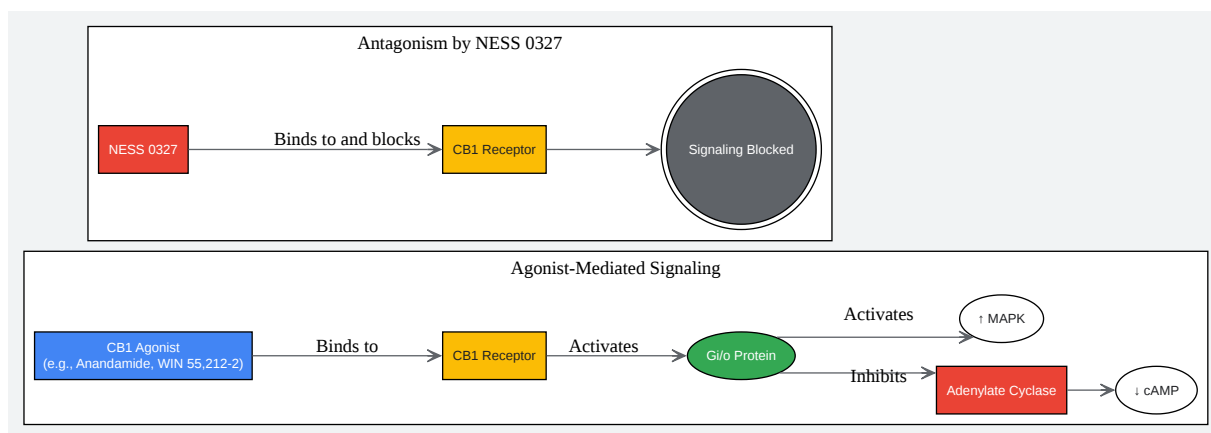 Antagonism by NESS 0327
NESS 0327
Binds to and blocks
CB1 Receptor
Signaling Blocked
Agonist-Mediated Signaling
CB1 Agonist
(e.g., Anandamide, WIN 55,212-2)
Binds to
CB1 Receptor
Activates
Gi/o Protein
Activates
↑ MAPK
Inhibits
Adenylate Cyclase
↓ cAMP